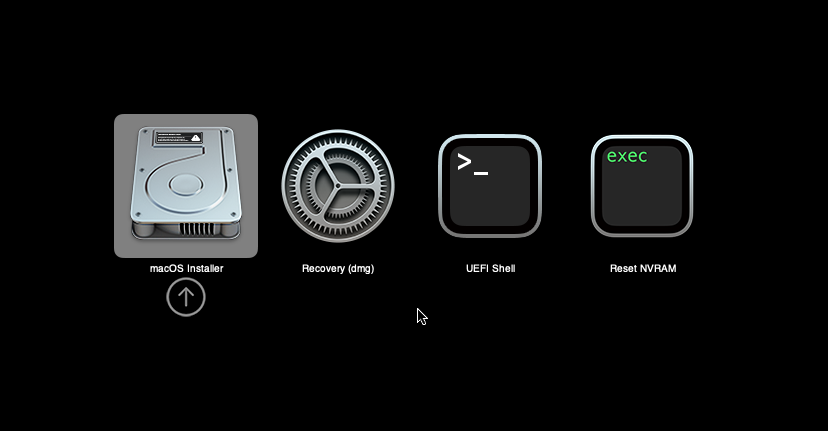 >_
exec
macOS Installer
Recovery (dmg)
UEFI Shell
Reset NVRAM